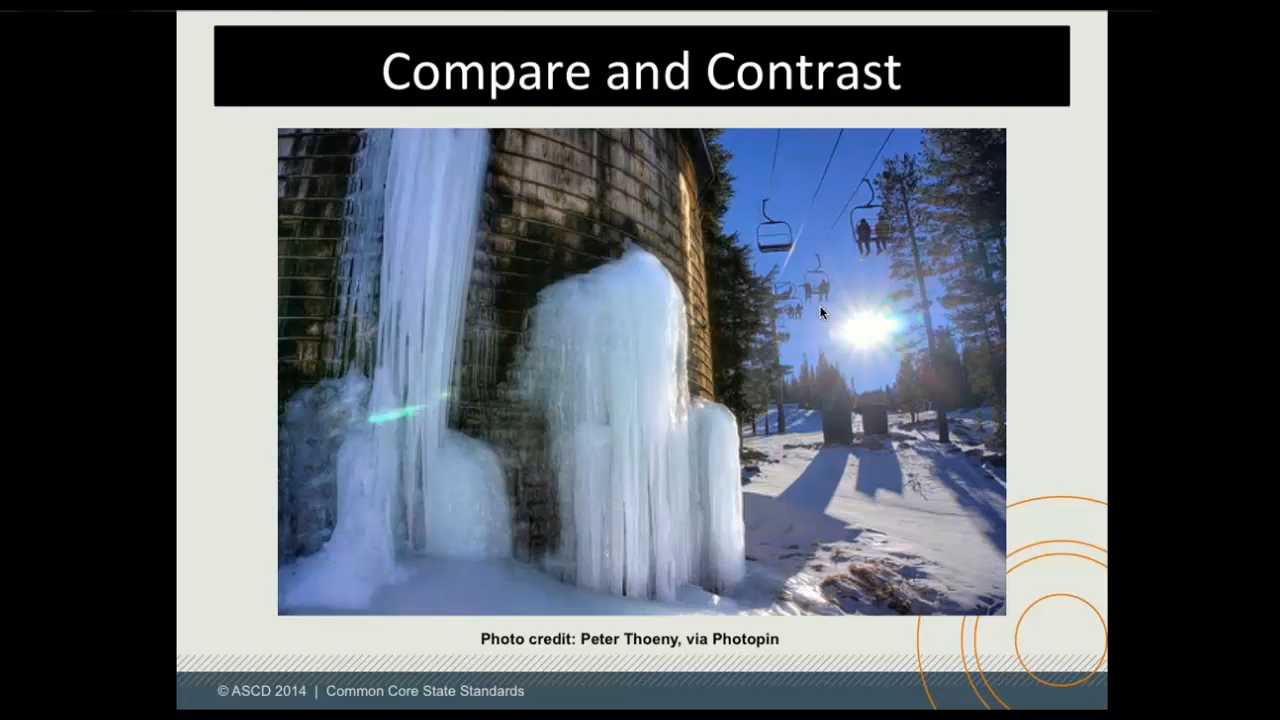 Compare and Contrast
Photo credit: Peter Thoeny, via Photopin
© ASCD 2014 | Common Core State Standards